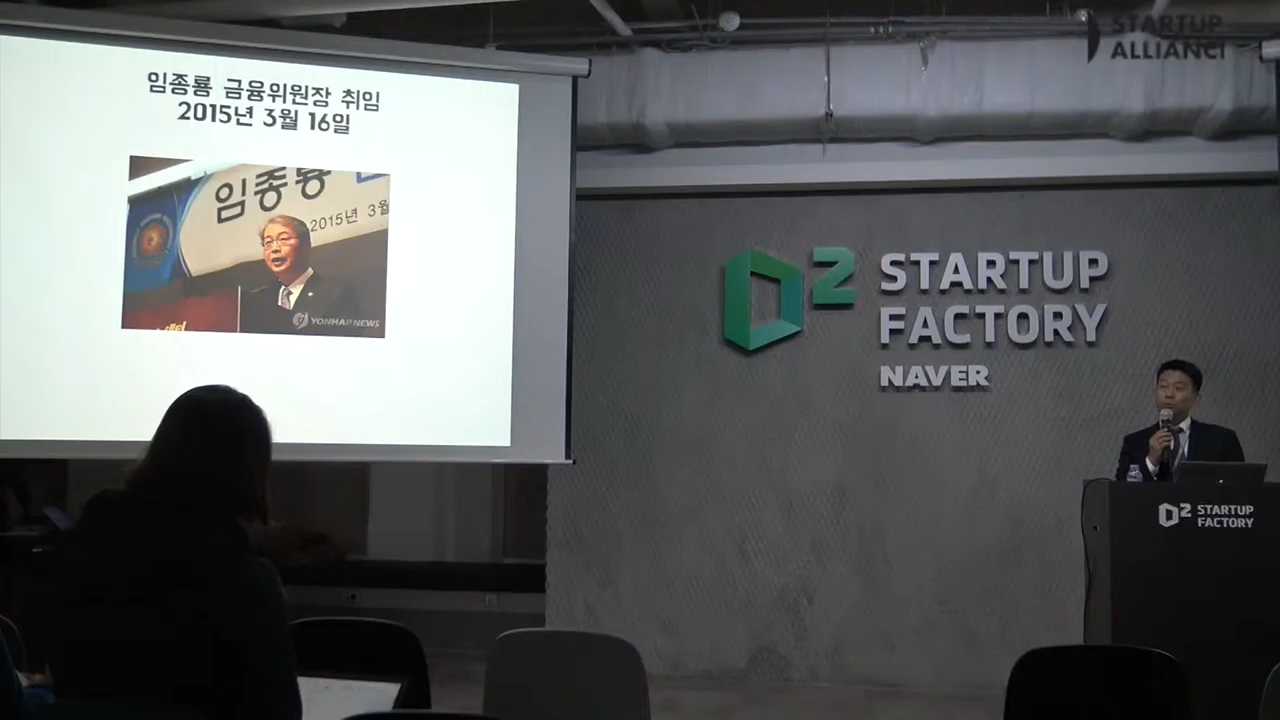 임종룡 금융위원장 취임
2015년 3월 16일
임종룡
2015년 3월
YONHAP NEWS
STARTUP
ALLIANCE
D2 STARTUP
FACTORY
NAVER
D2 STARTUP
FACTORY